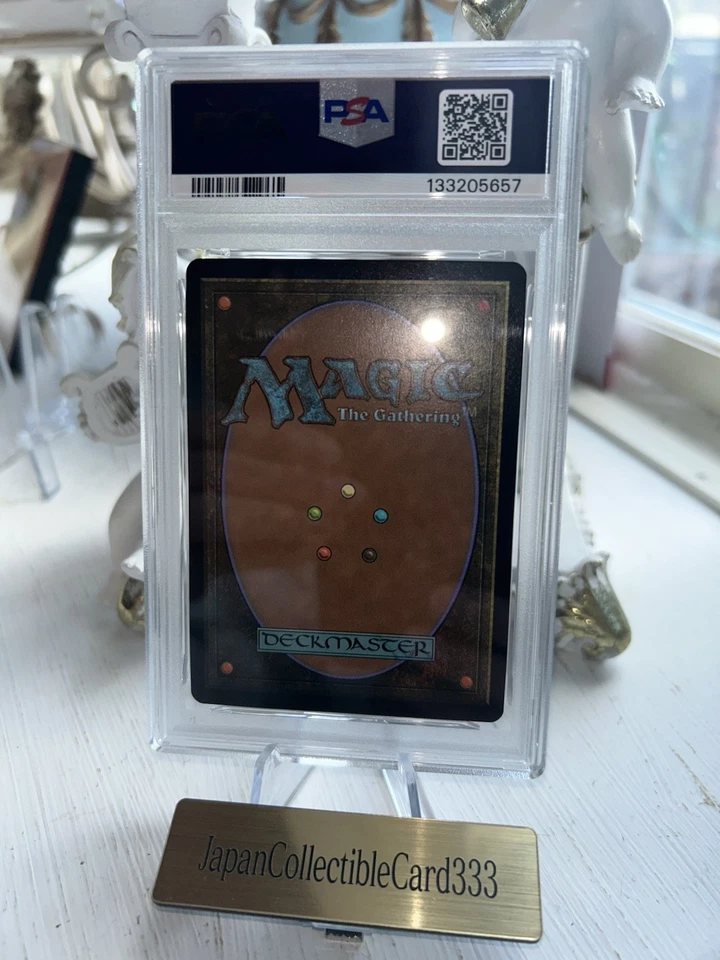 PSA
133205657
MAGIC
The Gathering™
DECKMASTER
JapanCollectibleCard333